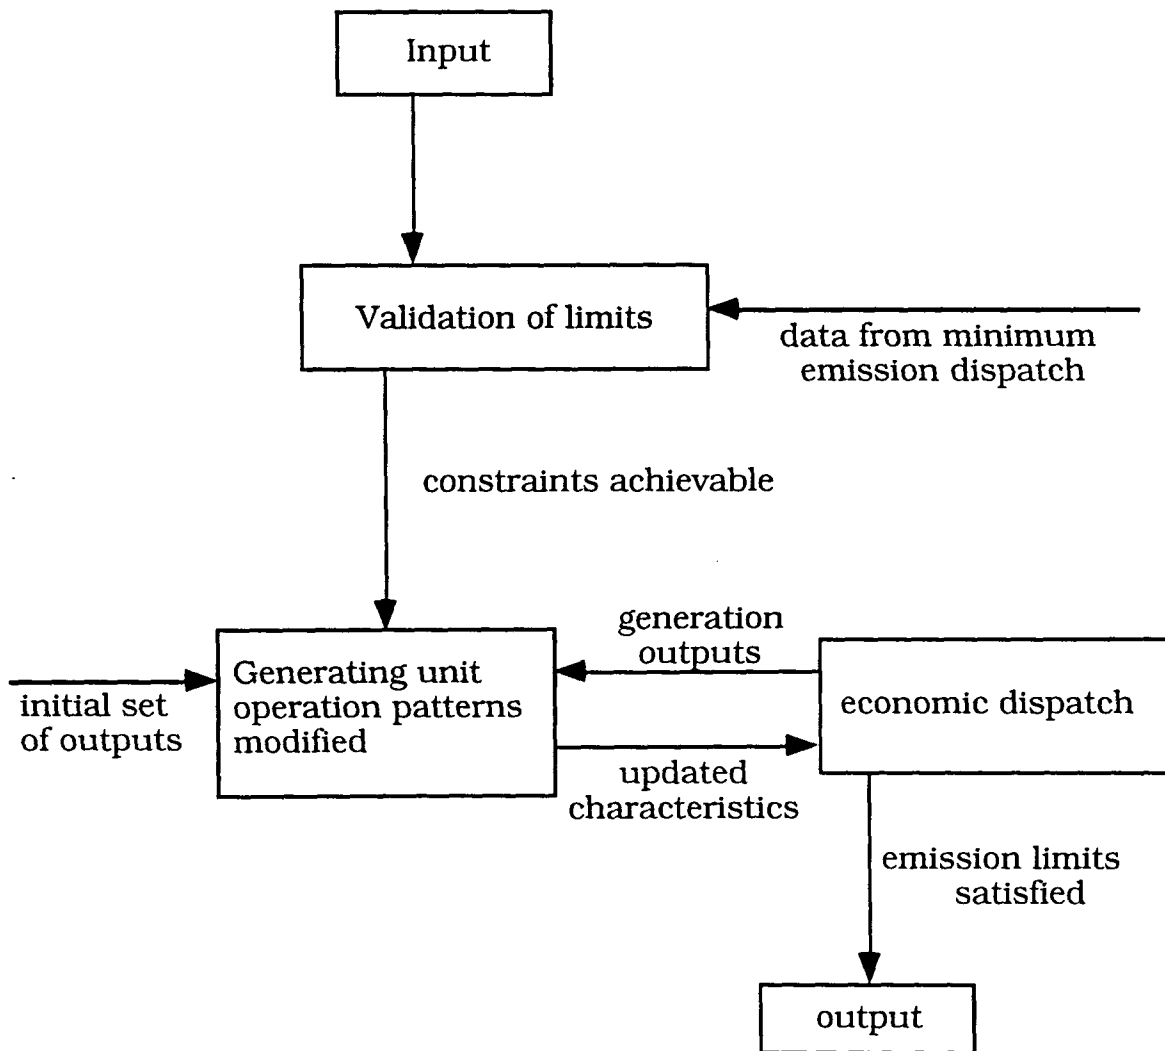 Input
Validation of limits
data from minimum
emission dispatch
constraints achievable
generation
outputs
Generating unit
operation patterns
modified
economic dispatch
initial set
of outputs
updated
characteristics
emission limits
satisfied
output